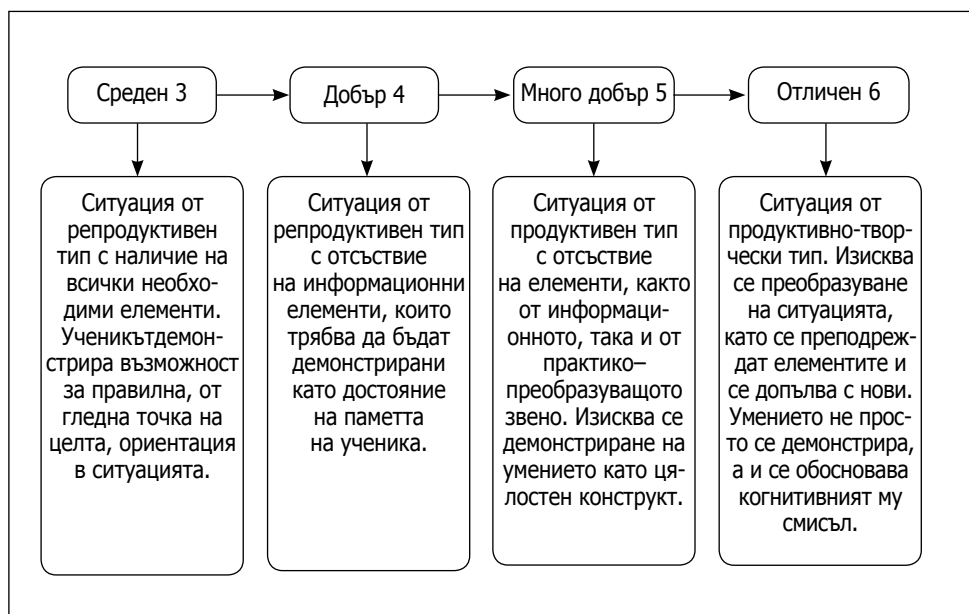 Среден 3
Добър 4
Много добър 5
Отличен 6
Ситуация от
репродуктивен
тип с наличие на
всички необхо-
дими елементи.
Ученикътдемон-
стрира възможност
за правилна, от
гледна точка на
целта, ориентация
в ситуацията.
Ситуация от
репродуктивен тип
с отсъствие
на информационни
елементи, които
трябва да бъдат
демонстрирани
като достояние
на паметта
на ученика.
Ситуация от
продуктивен тип
с отсъствие
на елементи, както
от информаци-
онното, така и от
практико–
преобразуващото
звено. Изисква се
демонстриране на
умението като ця-
лостен конструкт.
Ситуация от
продуктивно-твор-
чески тип. Изисква
се преобразуване
на ситуацията,
като се преподреж-
дат елементите и
се допълва с нови.
Умението не прос-
то се демонстрира,
а и се обосновава
когнитивният му
смисъл.